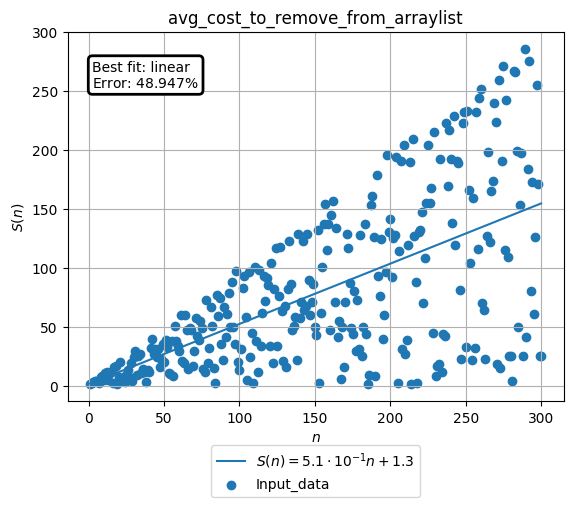 avg_cost_to_remove_from_arraylist
Best fit: linear
Error: 48.947%
300
250
200
150
100
50
0
S(n)
0 50 100 150 200 250 300
n
S(n) = 5.1 · 10⁻¹n + 1.3
Input_data